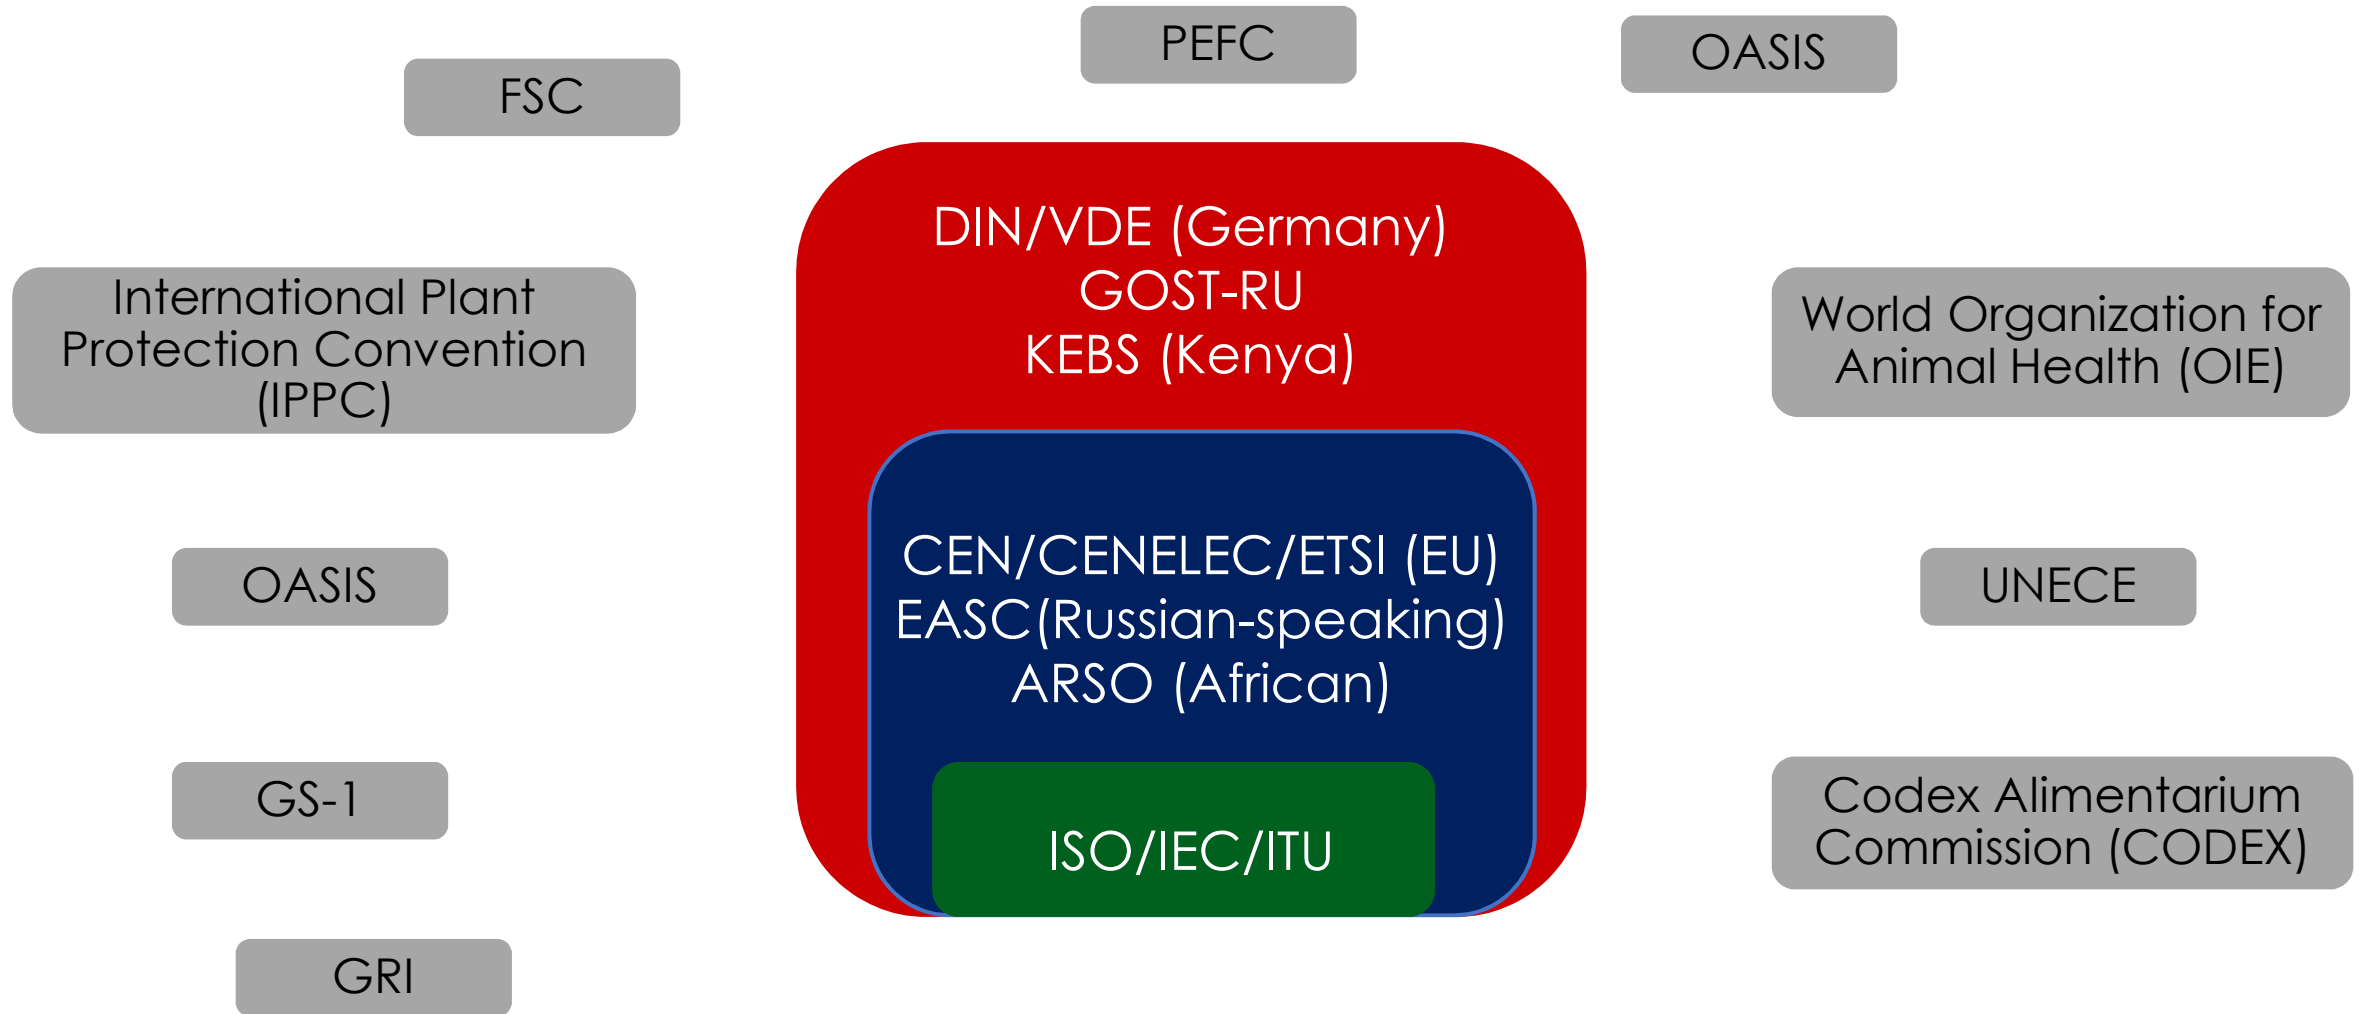 PEFC
OASIS
FSC
DIN/VDE (Germany)
GOST-RU
KEBS (Kenya)
International Plant
Protection Convention
(IPPC)
World Organization for
Animal Health (OIE)
CEN/CENELEC/ETSI (EU)
EASC(Russian-speaking)
ARSO (African)
OASIS
UNECE
GS-1
Codex Alimentarium
Commission (CODEX)
ISO/IEC/ITU
GRI